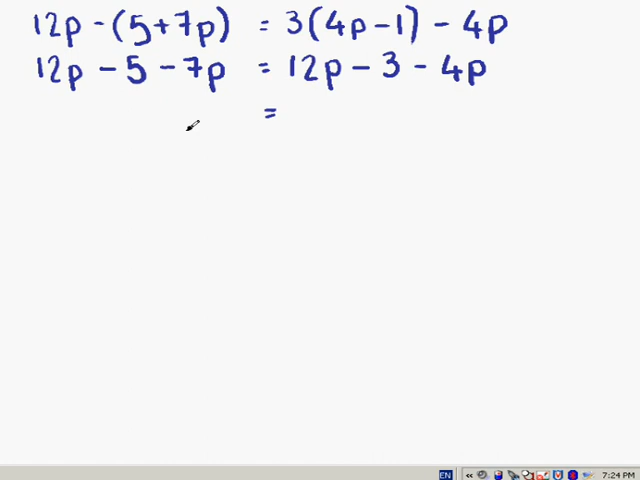 12p - (5+7p) = 3(4p-1) - 4p
12p - 5 - 7p = 12p - 3 - 4p
=
EN « 7:24 PM